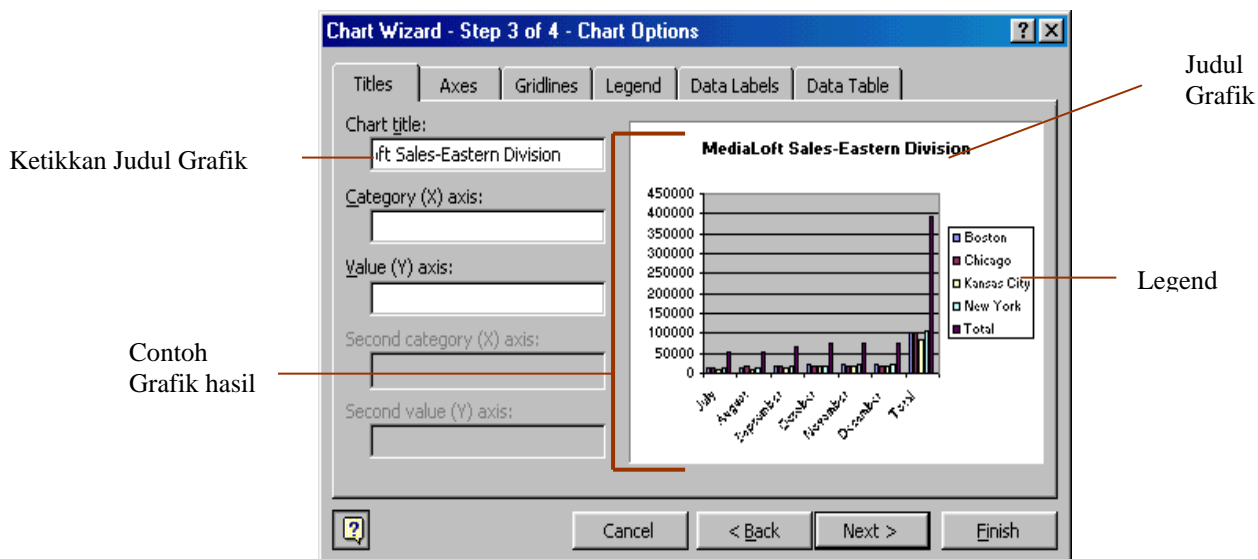 Chart Wizard - Step 3 of 4 - Chart Options
Titles
Axes
Gridlines
Legend
Data Labels
Data Table
Judul
Grafik
Chart title:
Ketikkan Judul Grafik
ft Sales-Eastern Division
Category (X) axis:
Value (Y) axis:
Second category (X) axis:
Second value (Y) axis:
Contoh
Grafik hasil
MediaLoft Sales-Eastern Division
450000
400000
350000
300000
250000
200000
150000
100000
50000
0
July
August
September
October
November
December
Total
Boston
Chicago
Kansas City
New York
Total
Legend
Cancel
< Back
Next >
Finish